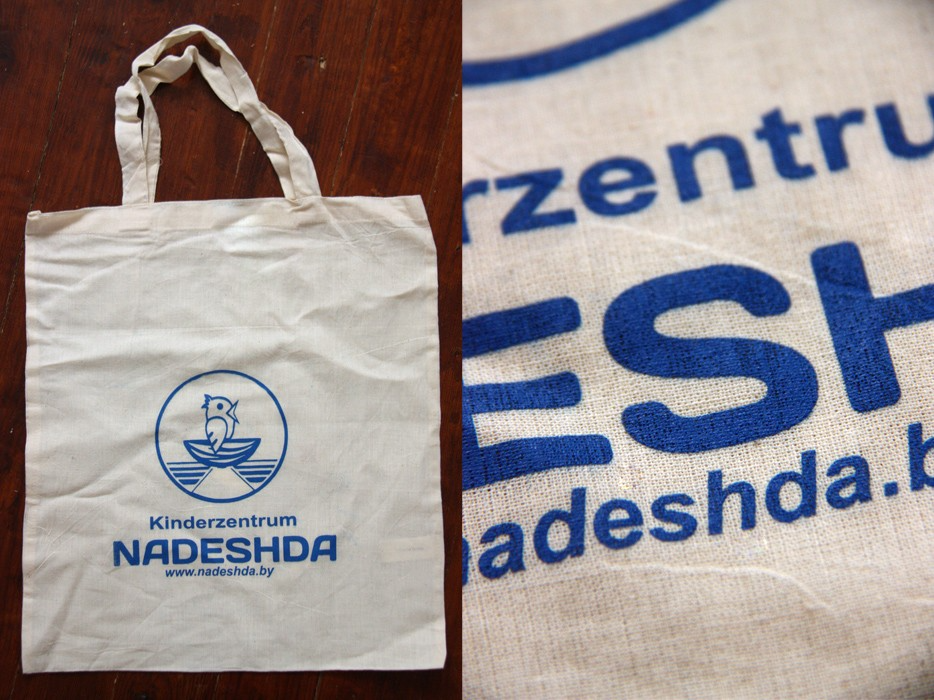 Kinderzentrum
NADESHDA
www.nadeshda.by
rzentru
ESH
nadeshda.b